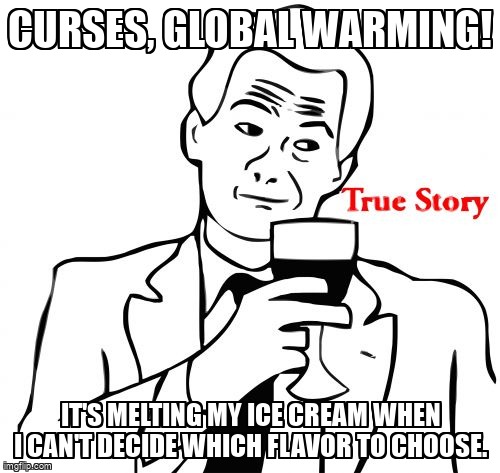 CURSES, GLOBAL WARMING!
True Story
IT'S MELTING MY ICE CREAM WHEN
I CAN'T DECIDE WHICH FLAVOR TO CHOOSE.
imgflip.com